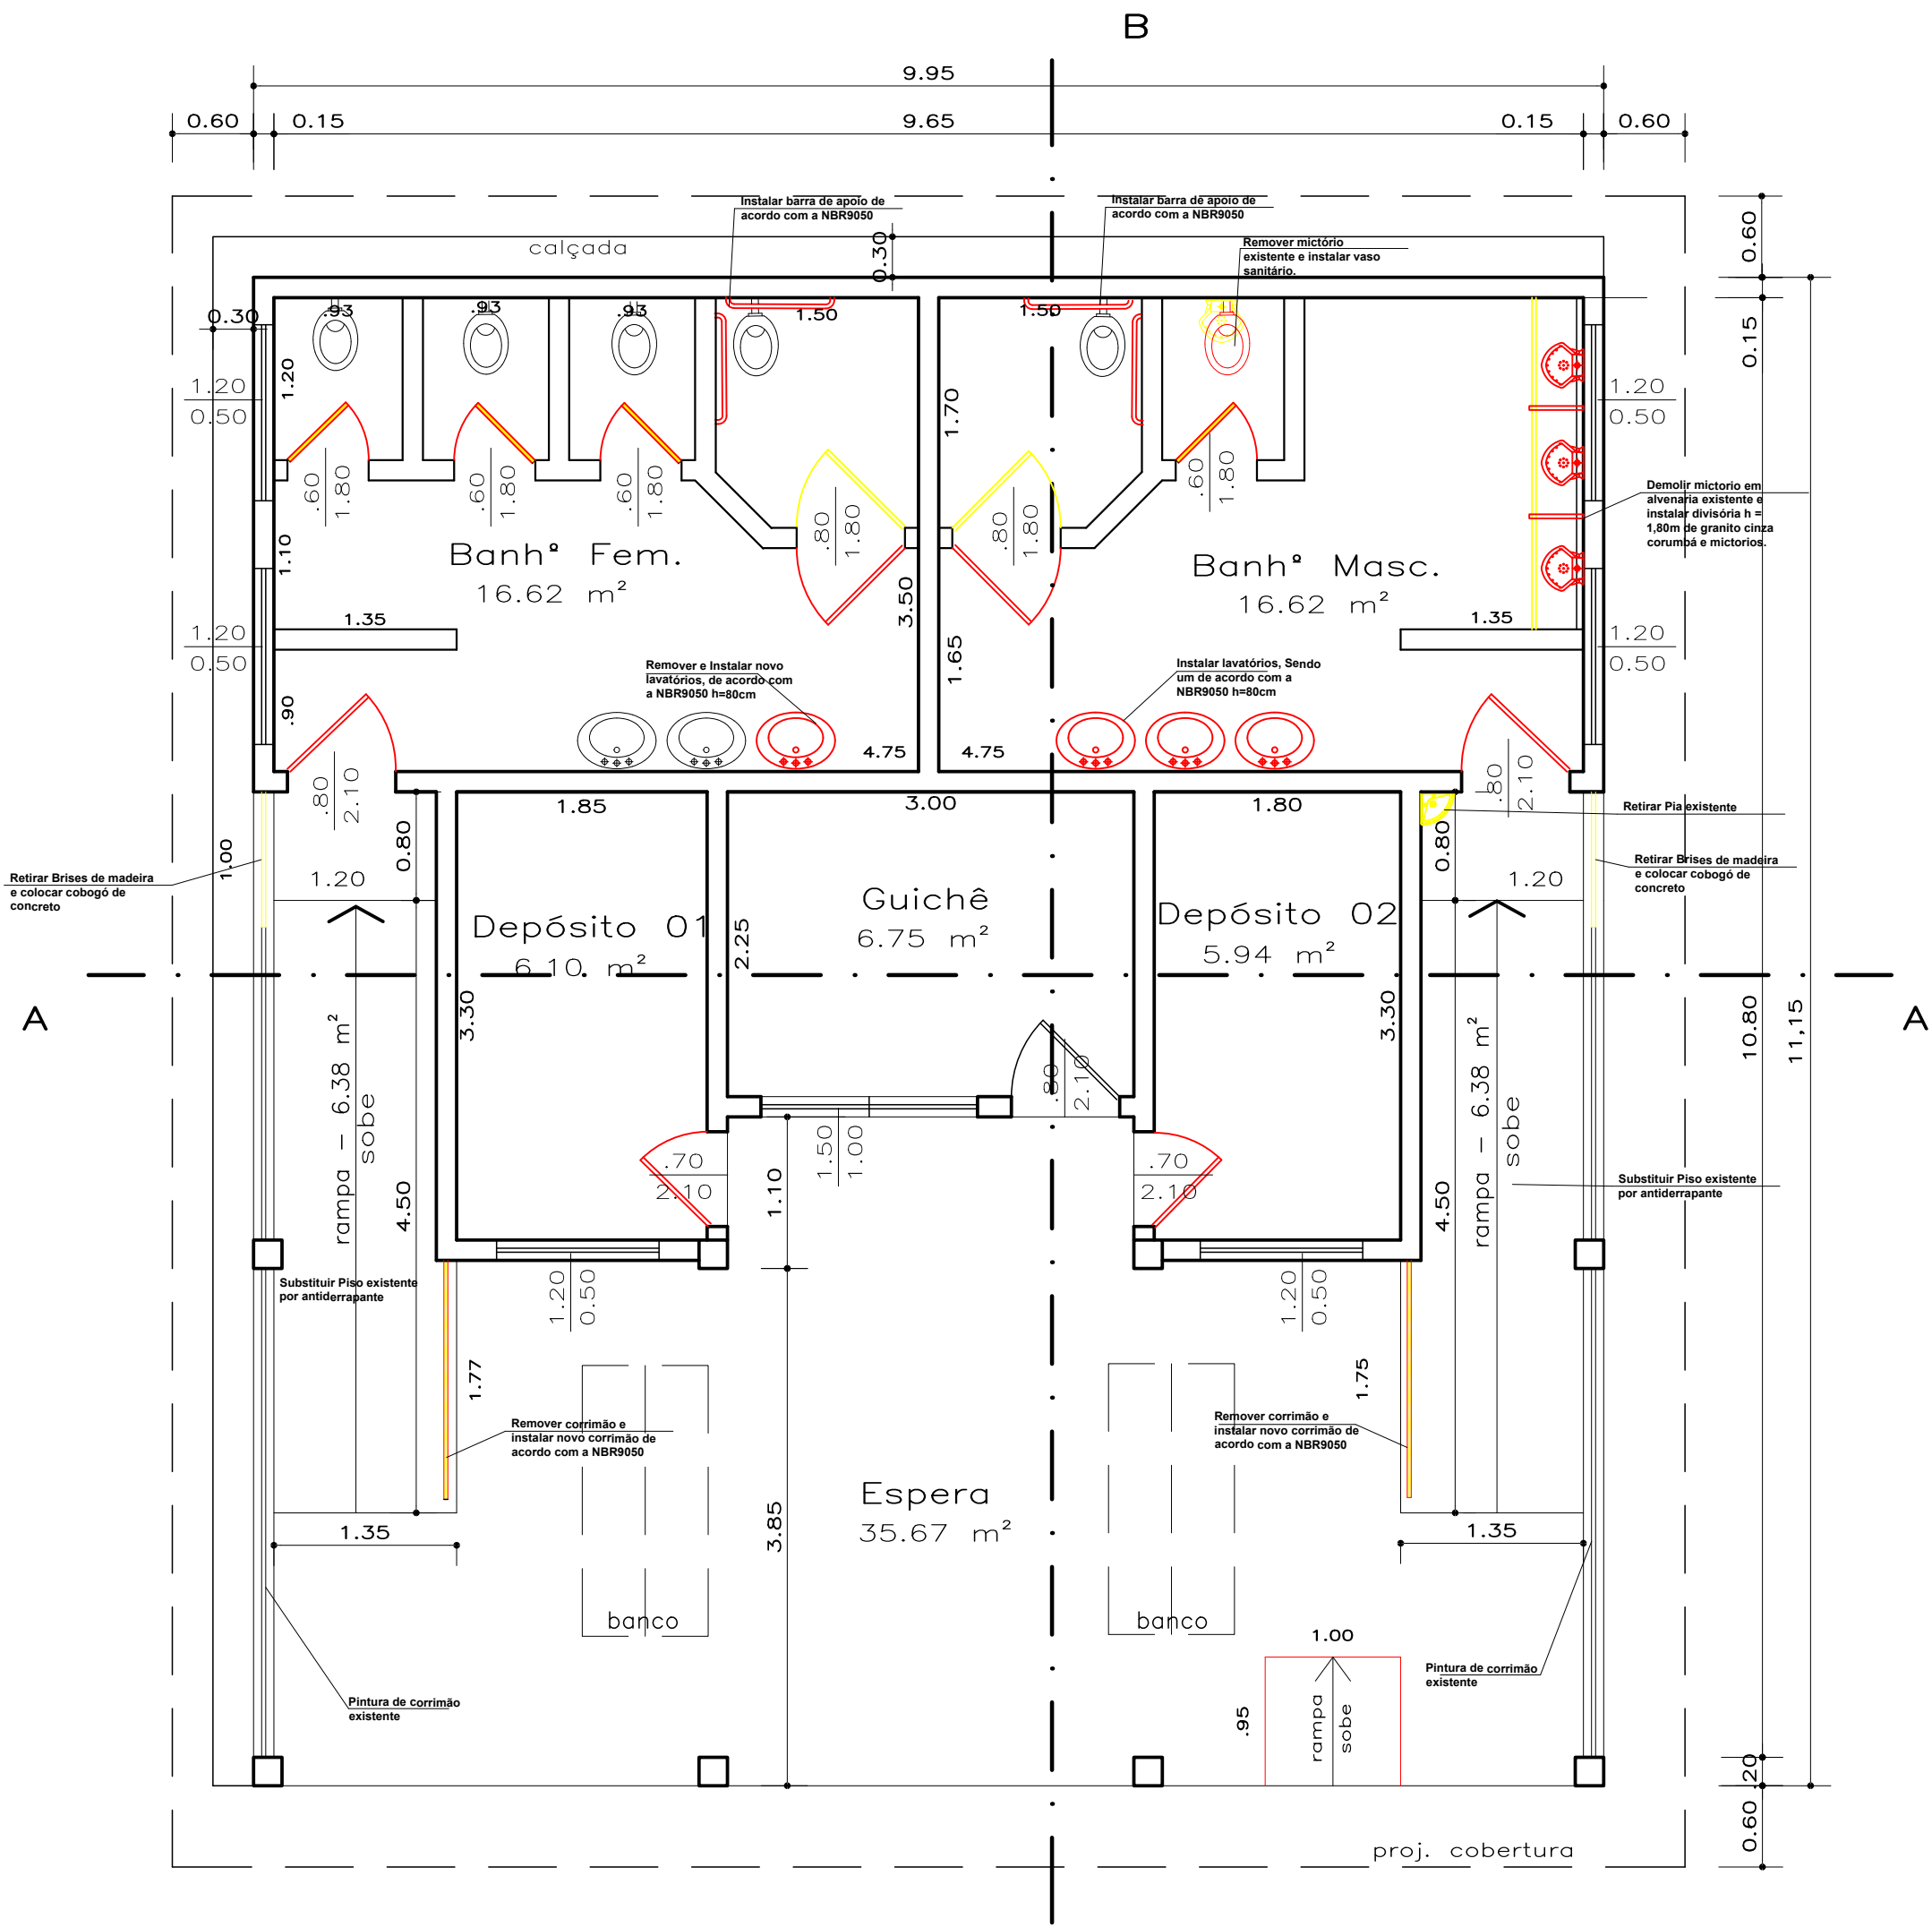 B
9.95
0.60
0.15
9.65
0.15
0.60
Instalar barra de apoio de
acordo com a NBR9050
Instalar barra de apoio de
acordo com a NBR9050
calçada
0.30
Remover mictório
existente e instalar vaso
sanitário.
0.60
0.30
.93
.93
.93
1.50
1.50
0.15
1.20
0.50
1.20
1.70
1.20
0.50
.60
1.80
.60
1.80
.60
1.80
.80
1.80
.80
1.80
.60
1.80
Demolir mictorio em
alvenaria existente e
instalar divisória h =
1,80m de granito cinza
corumbá e mictorios.
1.10
Banhº Fem.
16.62 m²
3.50
Banhº Masc.
16.62 m²
1.35
1.35
1.20
0.50
1.20
0.50
Remover e Instalar novo
lavatórios, de acordo com
a NBR9050 h=80cm
1.65
Instalar lavatórios, Sendo
um de acordo com a
NBR9050 h=80cm
.90
4.75
4.75
.80
2.10
.80
2.10
1.85
3.00
1.80
Retirar Pia existente
1.00
0.80
0.80
Retirar Brises de madeira
e colocar cobogó de
concreto
Retirar Brises de madeira
e colocar cobogó de
concreto
1.20
1.20
Depósito 01
6.10 m²
Guichê
6.75 m²
2.25
Depósito 02
5.94 m²
A
A
3.30
3.30
rampa - 6.38 m²
sobe
rampa - 6.38 m²
sobe
10.80
11,15
.80
2.10
1.50
1.00
.70
2.10
.70
2.10
4.50
1.10
4.50
Substituir Piso existente
por antiderrapante
Substituir Piso existente
por antiderrapante
1.20
0.50
1.20
0.50
1.77
1.75
Remover corrimão e
instalar novo corrimão de
acordo com a NBR9050
Remover corrimão e
instalar novo corrimão de
acordo com a NBR9050
Espera
35.67 m²
3.85
1.35
1.35
banco
banco
1.00
Pintura de corrimão
existente
Pintura de corrimão
existente
.95
rampa
sobe
.20
0.60
proj. cobertura